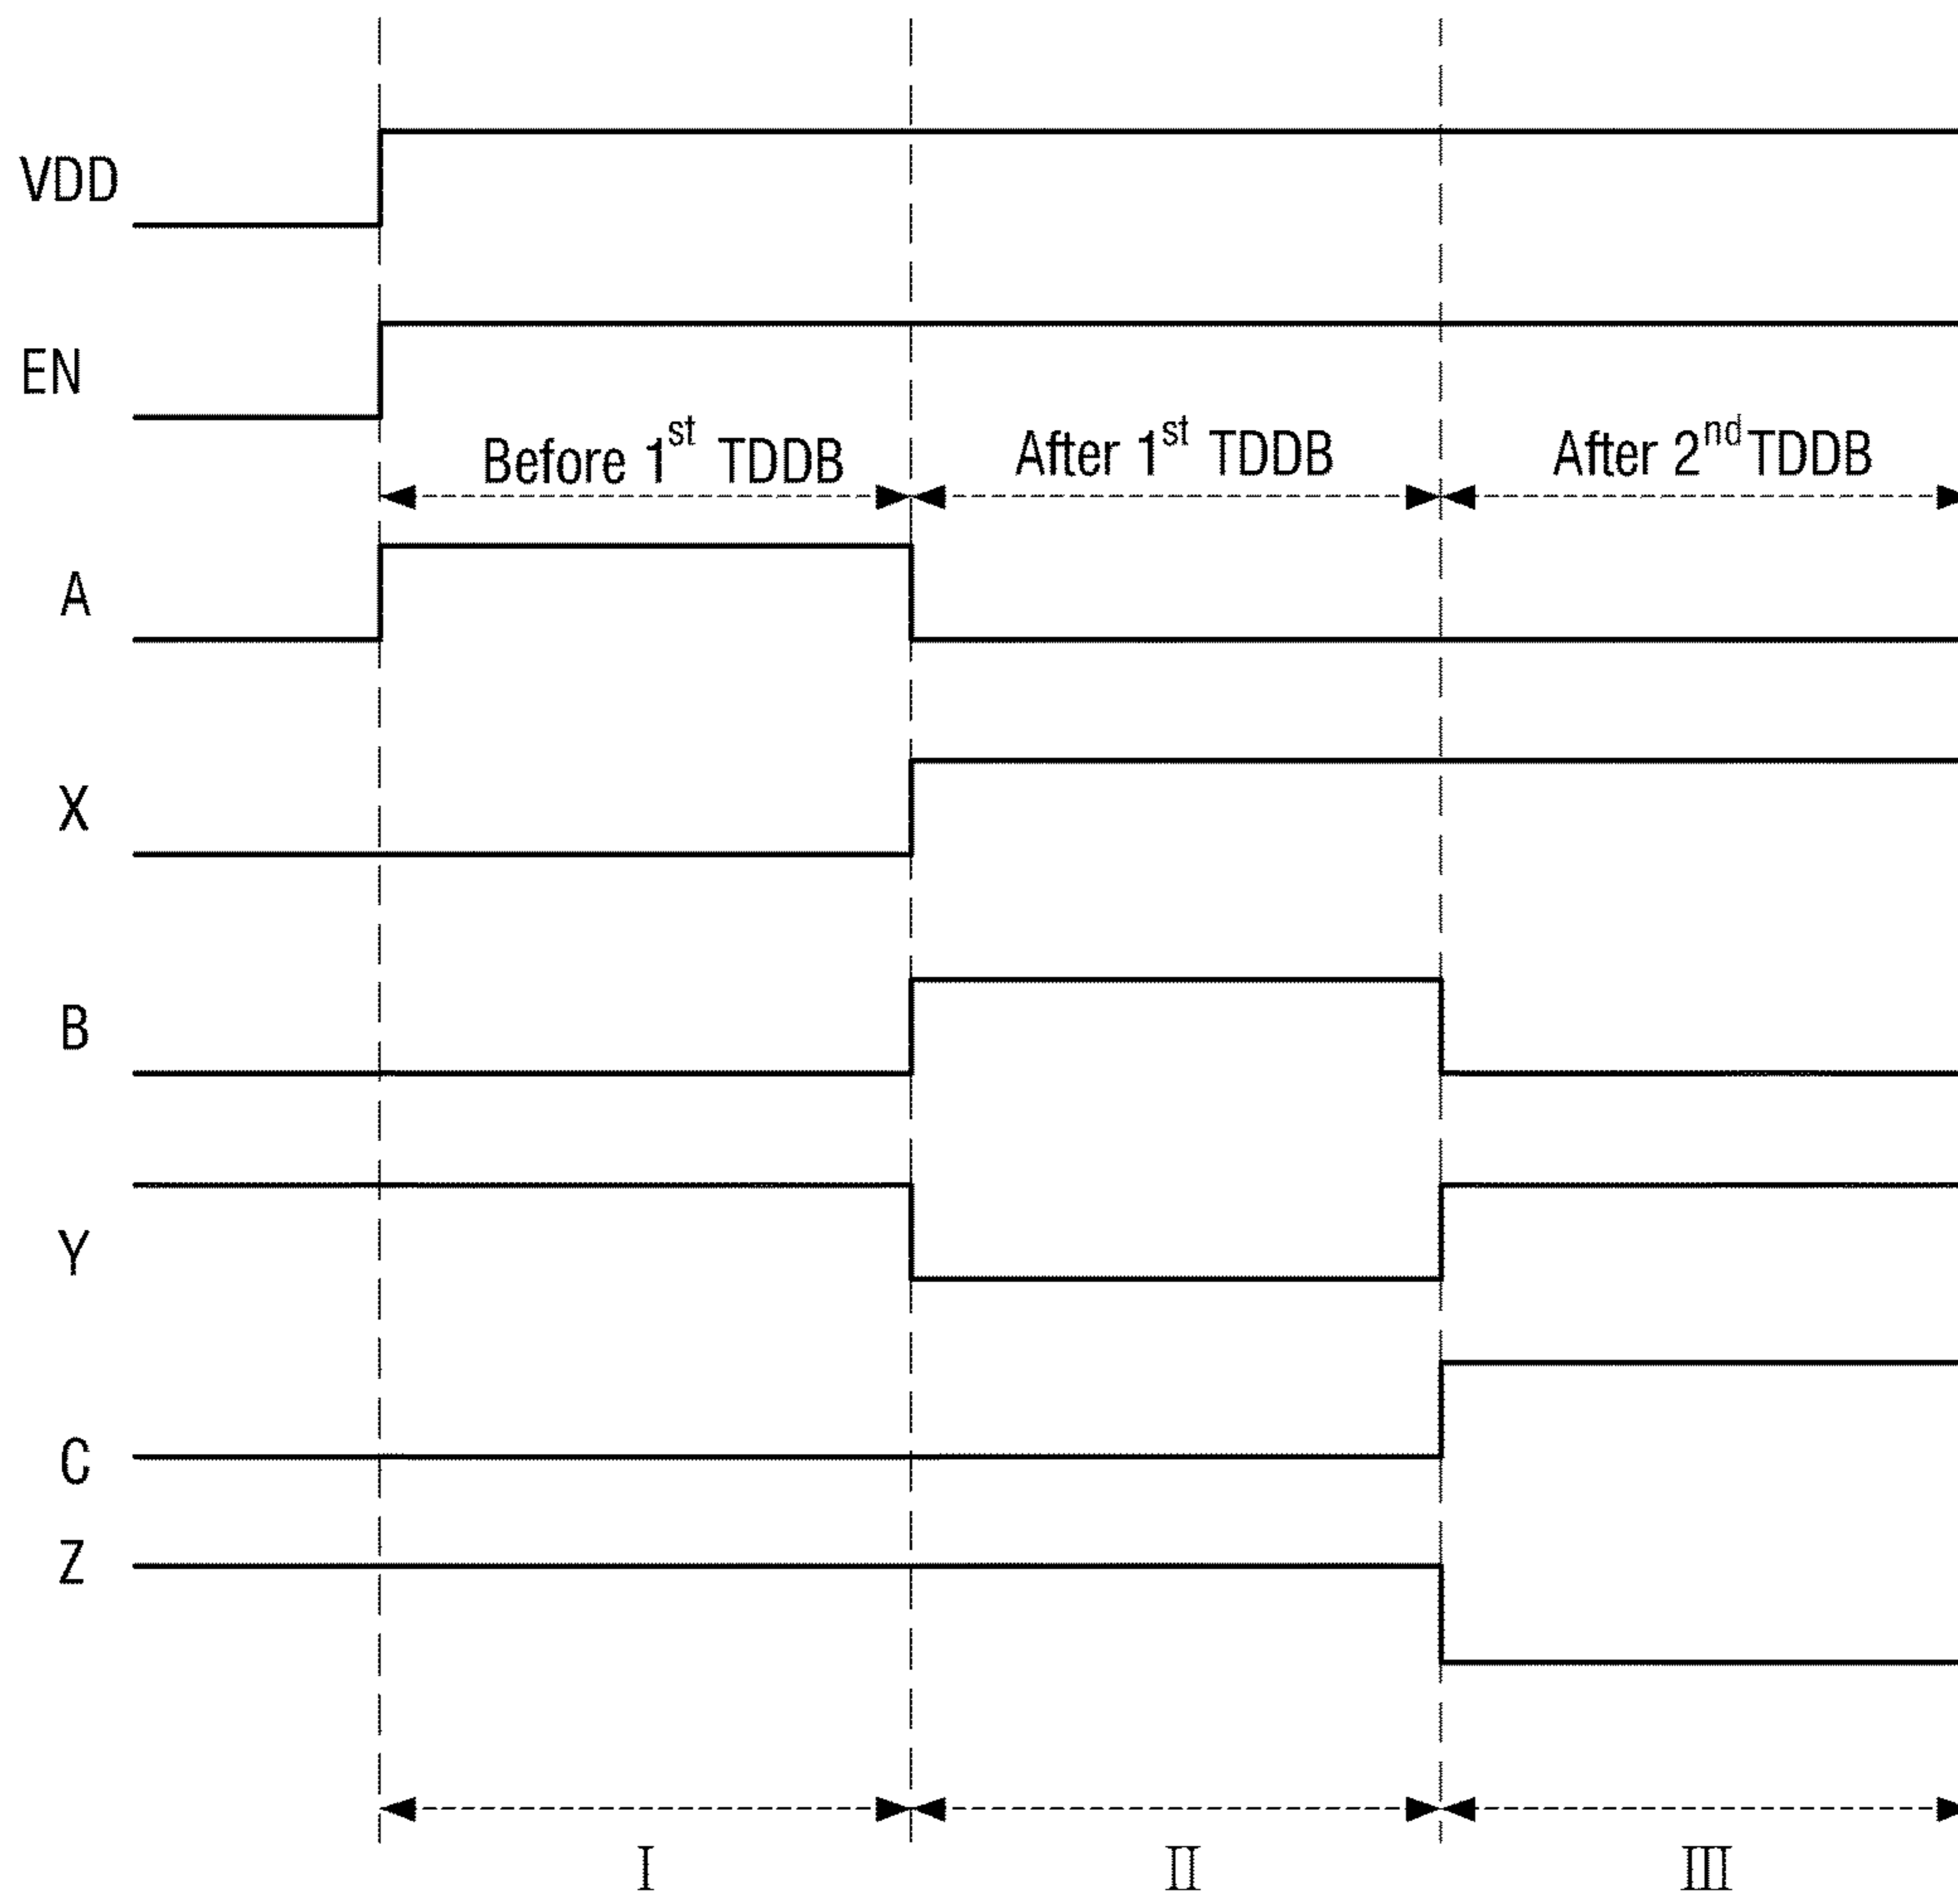 VDD
EN
Before 1st TDDB
After 1st TDDB
After 2nd TDDB
A
X
B
Y
C
Z
I
II
III